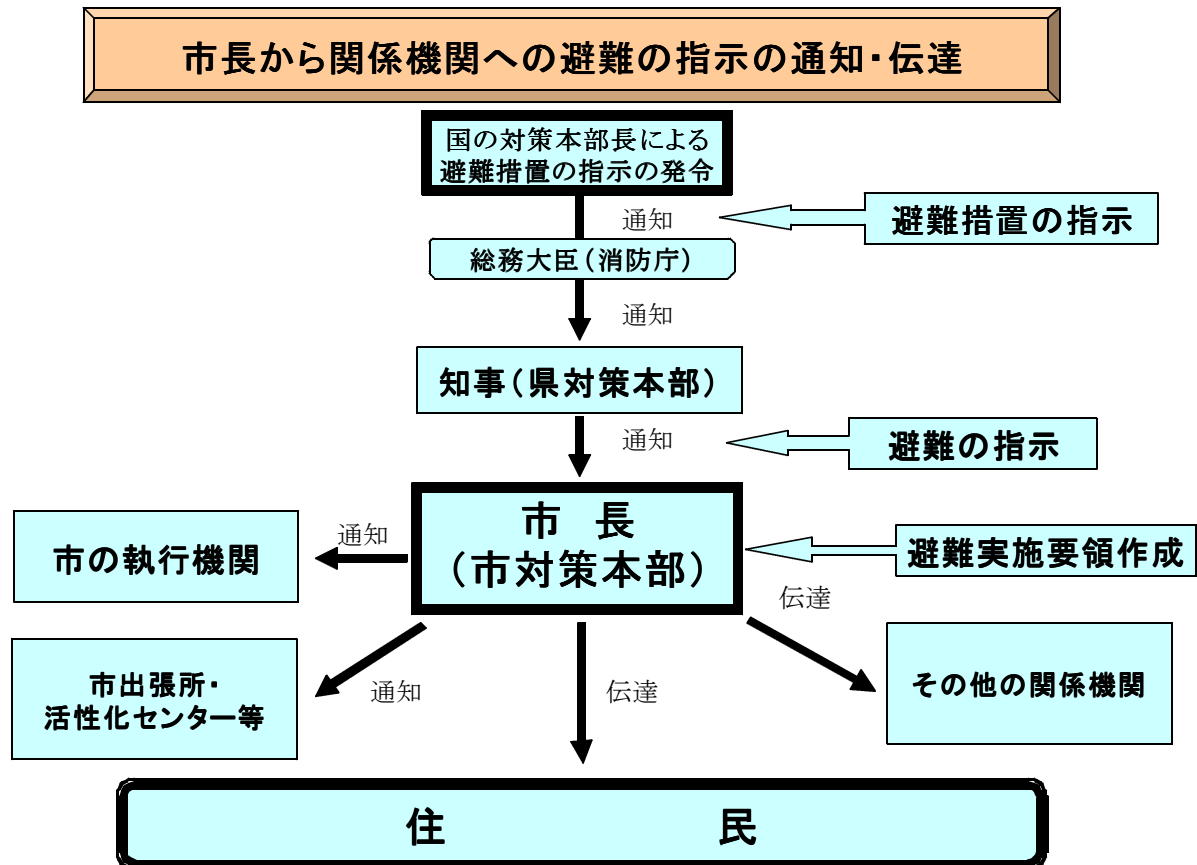 市長から関係機関への避難の指示の通知・伝達
国の対策本部長による
避難措置の指示の発令
通知
避難措置の指示
総務大臣(消防庁)
通知
知事(県対策本部)
通知
避難の指示
市 長
(市対策本部)
通知
市の執行機関
避難実施要領作成
伝達
市出張所・
活性化センター等
通知
伝達
その他の関係機関
住 民